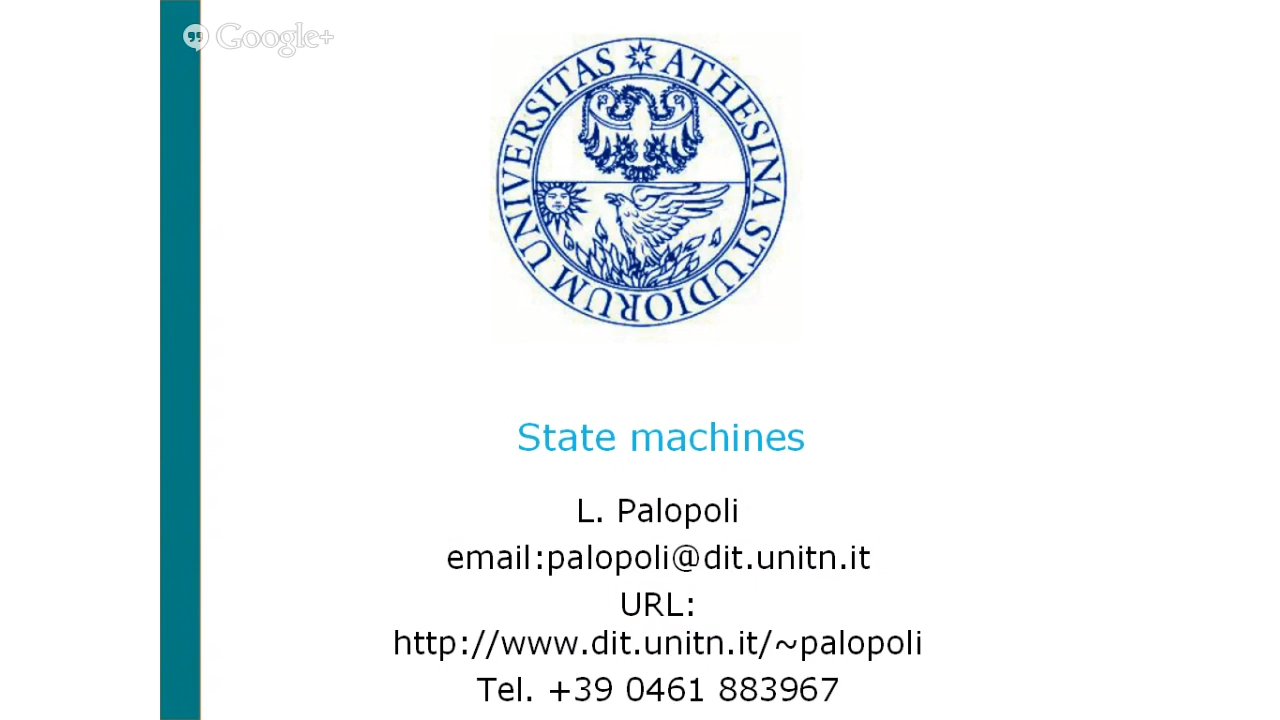 Google+
UNIVERSITAS ATHESINA STUDIORUM
State machines
L. Palopoli
email:palopoli@dit.unitn.it
URL:
http://www.dit.unitn.it/~palopoli
Tel. +39 0461 883967